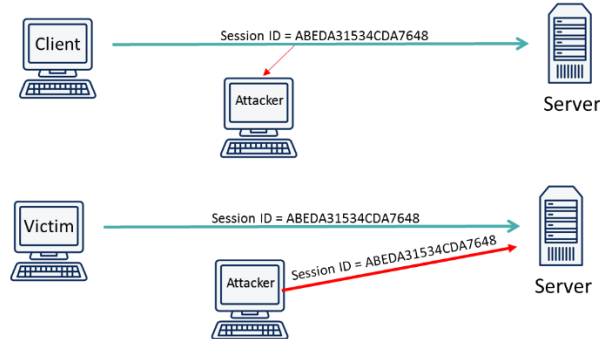 Client
Session ID = ABEDA31534CDA7648
Attacker
Server
Victim
Session ID = ABEDA31534CDA7648
Session ID = ABEDA31534CDA7648
Attacker
Server